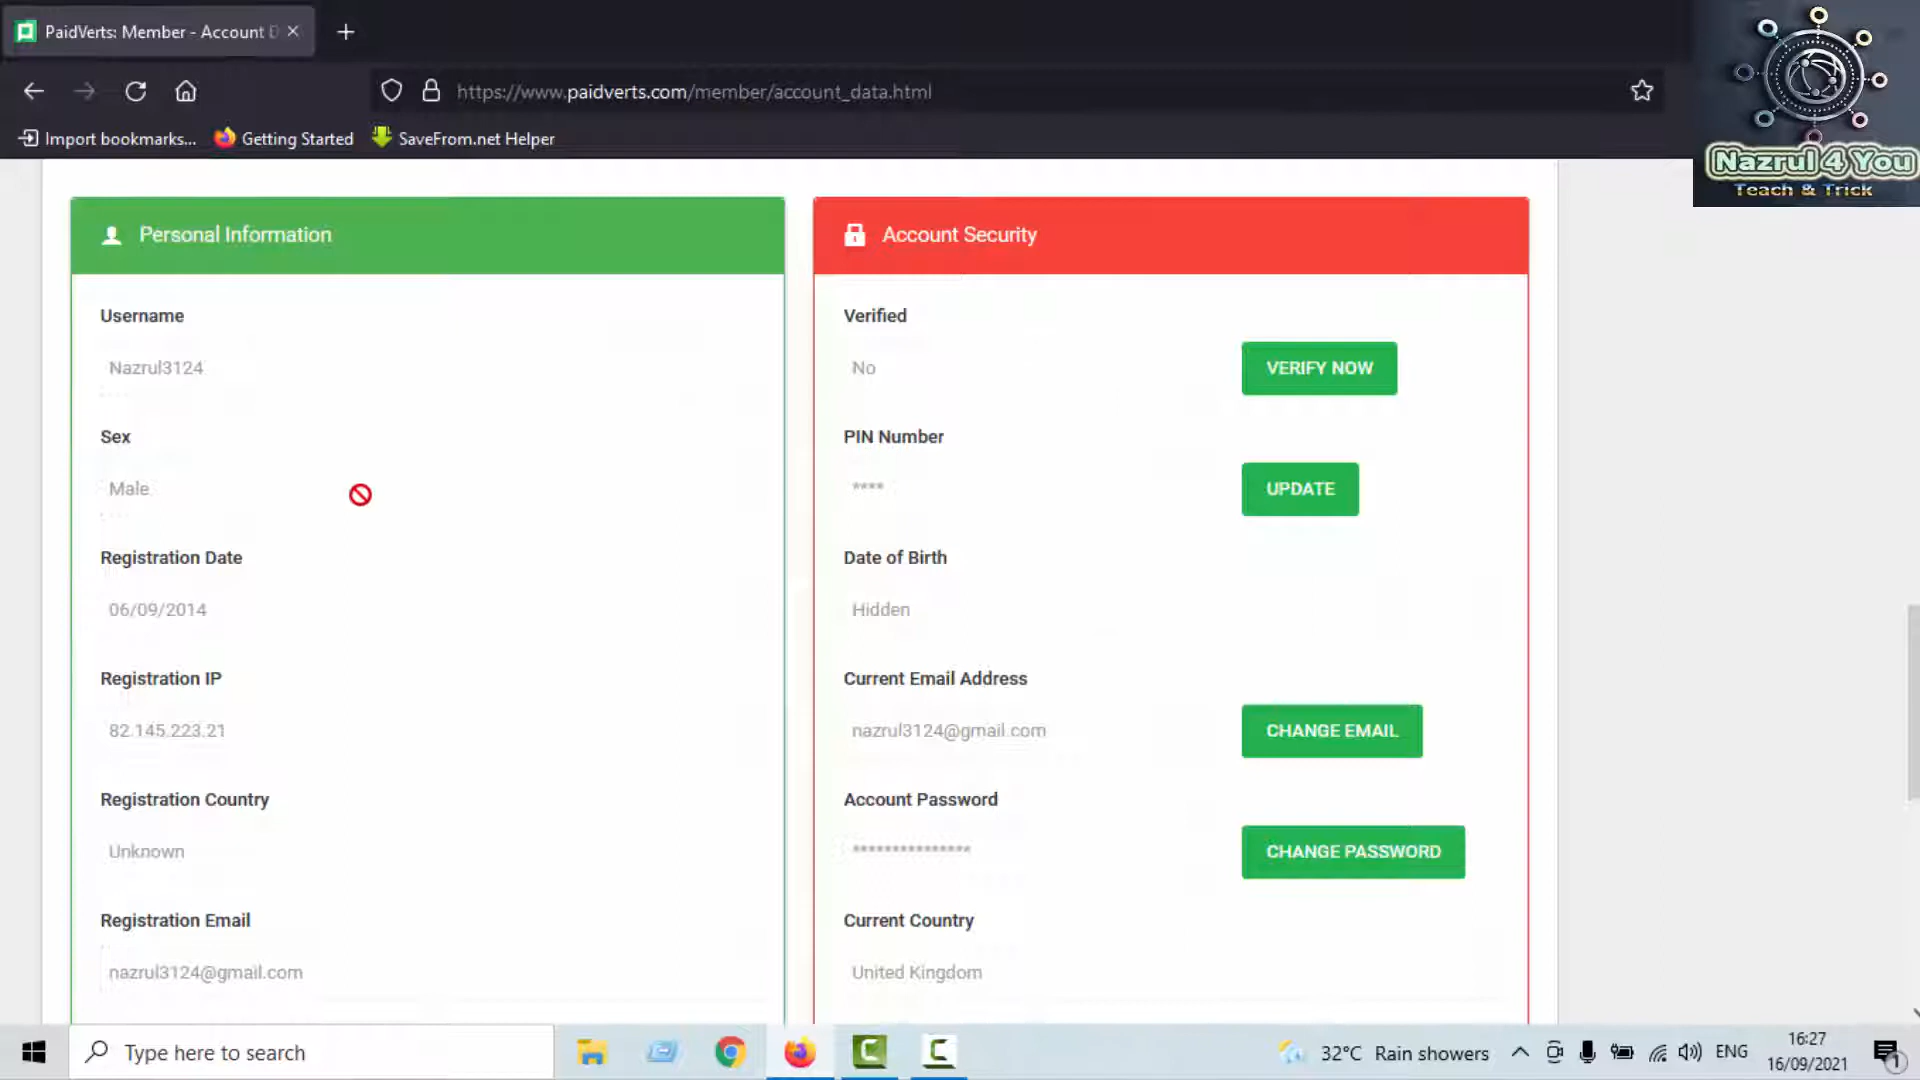 PaidVerts: Member - Account D
https://www.paidverts.com/member/account_data.html
Import bookmarks... Getting Started SaveFrom.net Helper
Nazrul 4 You
Teach & Trick
Personal Information
Username
Nazrul3124
Sex
Male
Registration Date
06/09/2014
Registration IP
82.145.223.21
Registration Country
Unknown
Registration Email
nazrul3124@gmail.com
Account Security
Verified
No VERIFY NOW
PIN Number
**** UPDATE
Date of Birth
Hidden
Current Email Address
nazrul3124@gmail.com CHANGE EMAIL
Account Password
*************** CHANGE PASSWORD
Current Country
United Kingdom
Type here to search
32°C Rain showers
ENG
16:27
16/09/2021
1